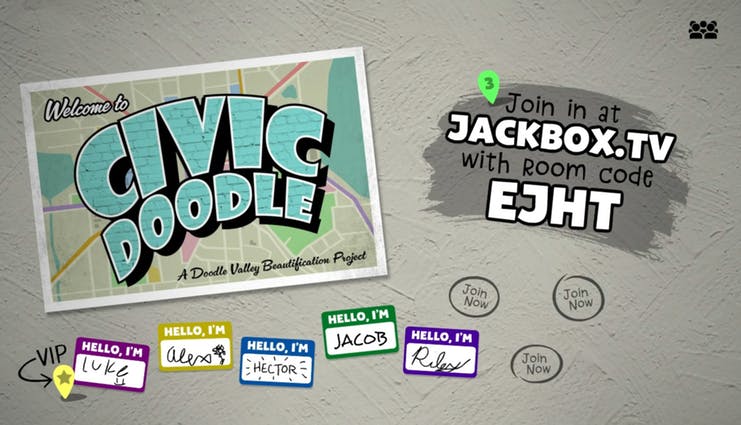 Welcome to
CIVIC
DOODLE
A Doodle Valley Beautification Project
3
Join in at
JACKBOX.TV
with Room code
EJHT
Join
Now
Join
Now
Join
Now
VIP
HELLO, I'M
LUKE
HELLO, I'M
alex
HELLO, I'M
HECTOR
HELLO, I'M
JACOB
HELLO, I'M
Riley